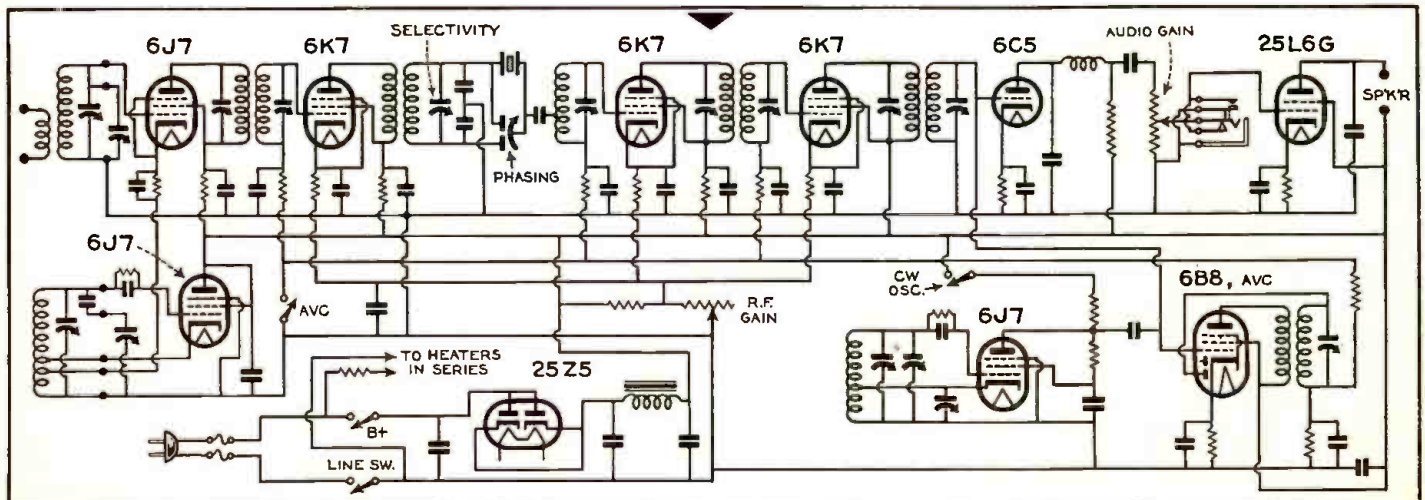 6J7
6K7
SELECTIVITY
PHASING
6K7
6K7
6C5
AUDIO GAIN
25L6G
SP'K'R
6J7
AVC
R.F.
GAIN
CW
OSC.
6J7
6B8, AVC
TO HEATERS
IN SERIES
25Z5
B+
LINE SW.